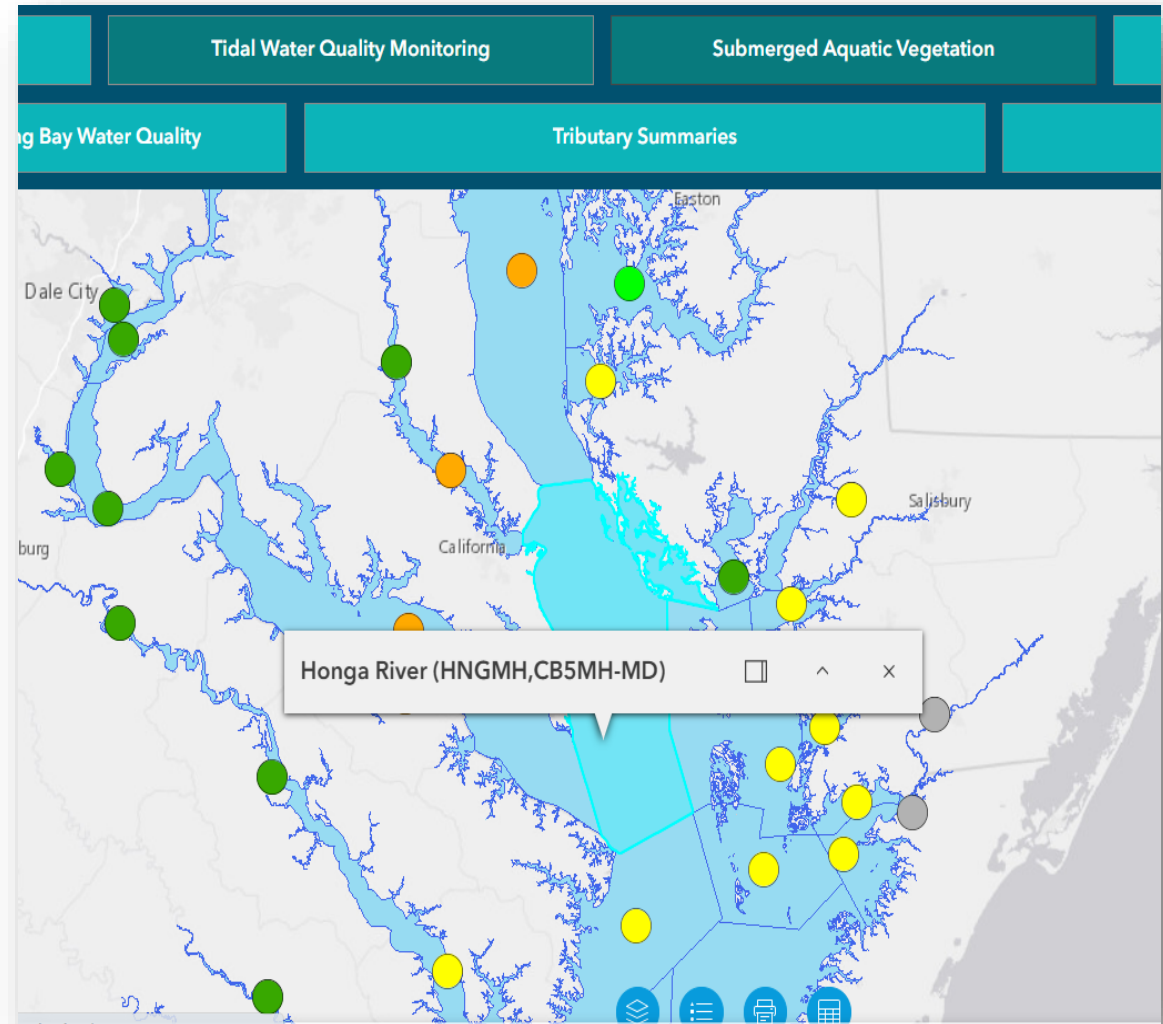 Tidal Water Quality Monitoring
Submerged Aquatic Vegetation
ng Bay Water Quality
Tributary Summaries
Easton
Dale City
Salisbury
burg
California
Honga River (HNGMH,CB5MH-MD)